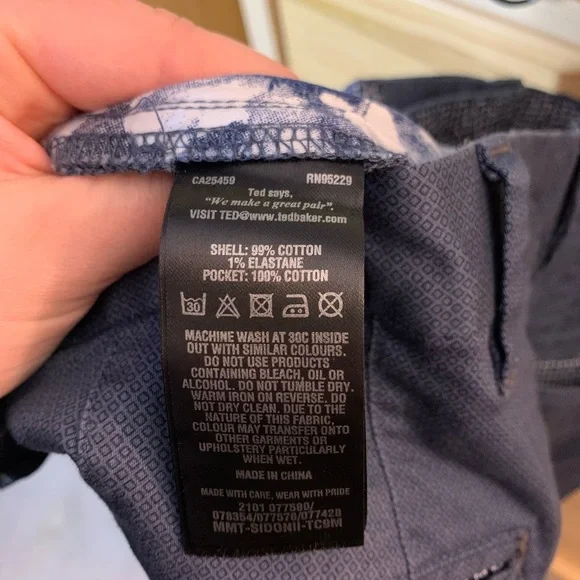 CA25459 RN95229
Ted says,
"We make a great pair".
VISIT TED@www.tedbaker.com
SHELL: 99% COTTON
1% ELASTANE
POCKET: 100% COTTON
30
MACHINE WASH AT 30C INSIDE
OUT WITH SIMILAR COLOURS.
DO NOT USE PRODUCTS
CONTAINING BLEACH, OIL OR
ALCOHOL. DO NOT TUMBLE DRY.
WARM IRON ON REVERSE. DO
NOT DRY CLEAN. DUE TO THE
NATURE OF THIS FABRIC,
COLOUR MAY TRANSFER ONTO
OTHER GARMENTS OR
UPHOLSTERY PARTICULARLY
WHEN WET.
MADE IN CHINA
MADE WITH CARE, WEAR WITH PRIDE
2101 077580/
078354/077576/077428
MMT-SIDONII-TC9M